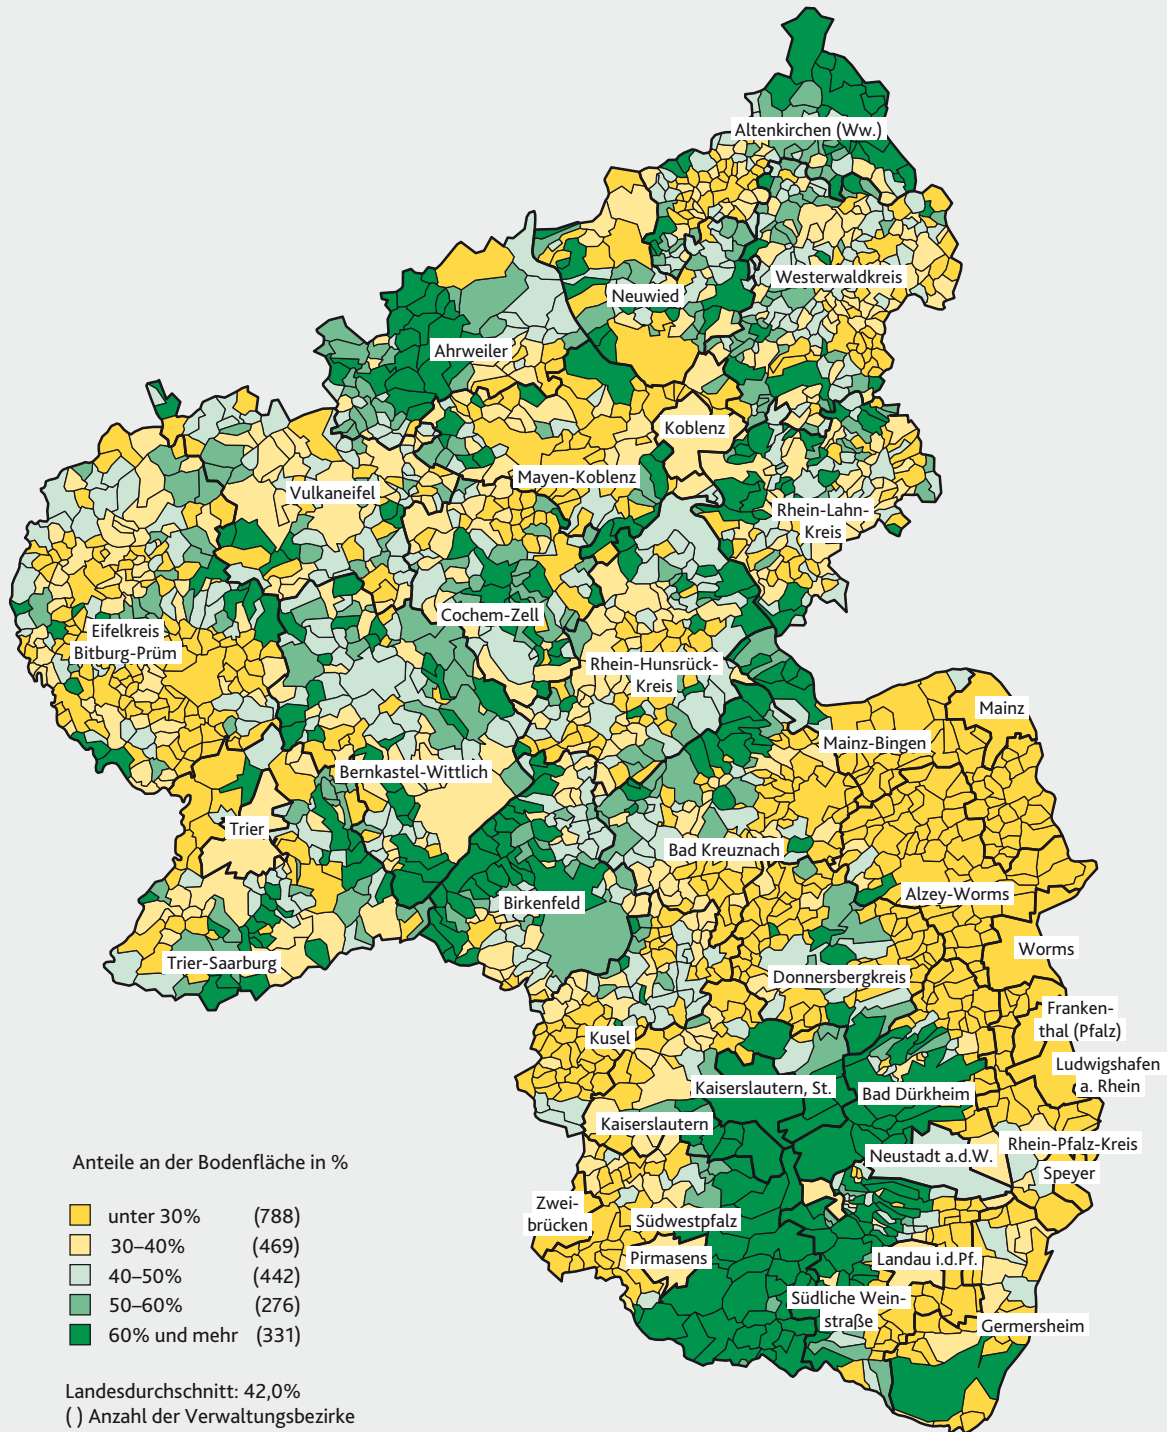 Altenkirchen (Ww.)
Westerwaldkreis
Neuwied
Ahrweiler
Koblenz
Mayen-Koblenz
Vulkaneifel
Rhein-Lahn-
Kreis
Cochem-Zell
Eifelkreis
Bitburg-Prüm
Rhein-Hunsrück-
Kreis
Mainz
Mainz-Bingen
Bernkastel-Wittlich
Trier
Bad Kreuznach
Alzey-Worms
Birkenfeld
Worms
Trier-Saarburg
Donnersbergkreis
Franken-
thal (Pfalz)
Kusel
Ludwigshafen
a. Rhein
Kaiserslautern, St.
Bad Dürkheim
Kaiserslautern
Rhein-Pfalz-Kreis
Neustadt a.d.W.
Speyer
Zwei-
brücken
Südwestpfalz
Pirmasens
Landau i.d.Pf.
Südliche Wein-
straße
Germersheim
Anteile an der Bodenfläche in %
unter 30% (788)
30–40% (469)
40–50% (442)
50–60% (276)
60% und mehr (331)
Landesdurchschnitt: 42,0%
( ) Anzahl der Verwaltungsbezirke